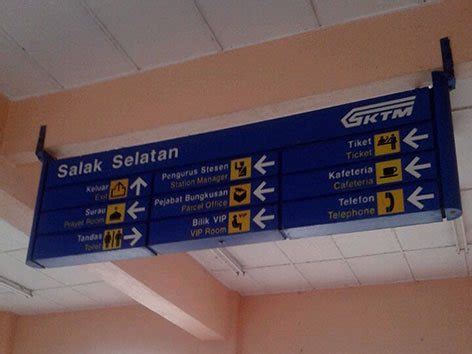 KTM
Salak Selatan
Keluar
Exit
Surau
Prayer Room
Tandas
Toilet
Pengurus Stesen
Station Manager
Pejabat Bungkusan
Parcel Office
Bilik VIP
VIP Room
Tiket
Ticket
Kafeteria
Cafeteria
Telefon
Telephone